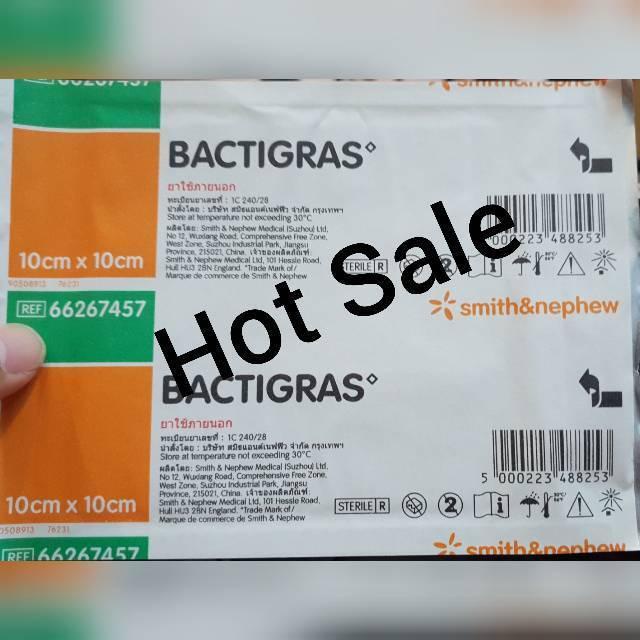 66267457
smith&nephew
BACTIGRAS
ยาใช้ภายนอก
ทะเบียนยาเลขที่ : 1C 240/28
นำสั่งโดย : บริษัท สมิธแอนด์เนฟฟิว จำกัด กรุงเทพฯ
Store at temperature not exceeding 30°C
ผลิตโดย: Smith & Nephew Medical (Suzhou) Ltd,
No 12, Wuxiang Road, Comprehensive Free Zone,
West Zone, Suzhou Industrial Park, Jiangsu
Province, 215021, China. เจ้าของผลิตภัณฑ์:
Smith & Nephew Medical Ltd, 101 Hessle Road,
Hull HU3 2BN England. *Trade Mark of /
Marque de commerce de Smith & Nephew
10cm x 10cm
90508913 76231
000223 488253
STERILE R
30°C
Hot Sale
REF 66267457
smith&nephew
BACTIGRAS
ยาใช้ภายนอก
ทะเบียนยาเลขที่ : 1C 240/28
นำสั่งโดย : บริษัท สมิธแอนด์เนฟฟิว จำกัด กรุงเทพฯ
Store at temperature not exceeding 30°C
ผลิตโดย: Smith & Nephew Medical (Suzhou) Ltd,
No 12, Wuxiang Road, Comprehensive Free Zone,
West Zone, Suzhou Industrial Park, Jiangsu
Province, 215021, China. เจ้าของผลิตภัณฑ์:
Smith & Nephew Medical Ltd, 101 Hessle Road,
Hull HU3 2BN England. *Trade Mark of /
Marque de commerce de Smith & Nephew
10cm x 10cm
0508913 76231
5 000223 488253
STERILE R
2
30°C
REF 66267457
smith&nephew